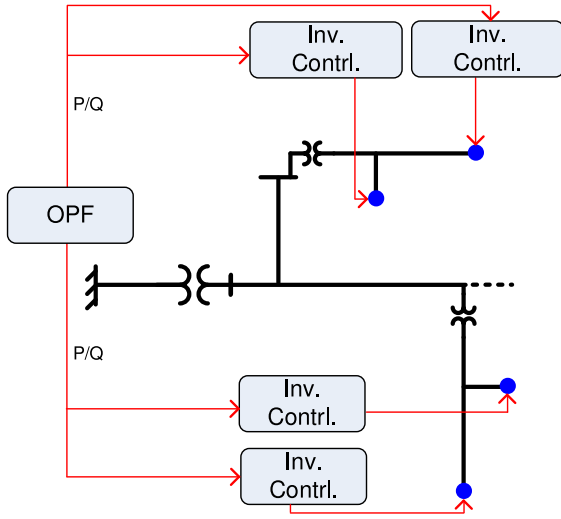 Inv.
Contrl.
Inv.
Contrl.
P/Q
OPF
P/Q
Inv.
Contrl.
Inv.
Contrl.